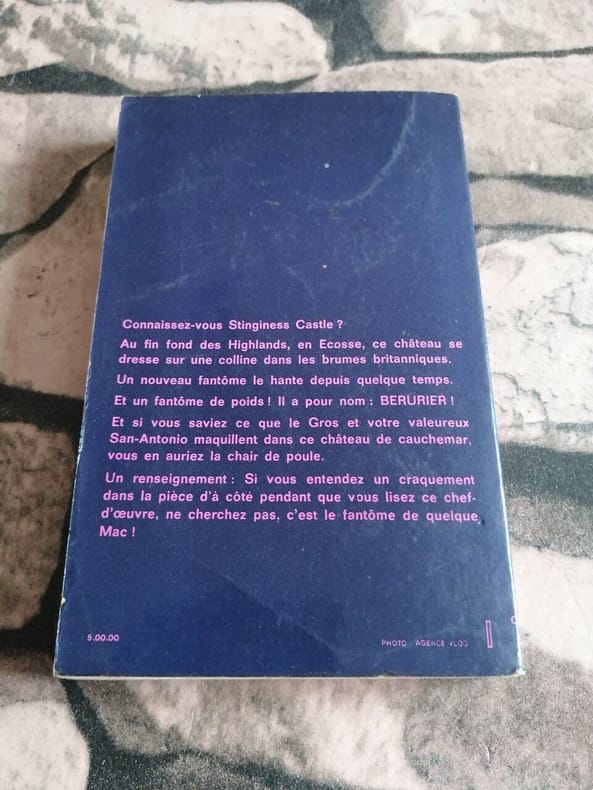 Connaissez-vous Stinginess Castle ?
Au fin fond des Highlands, en Ecosse, ce château se
dresse sur une colline dans les brumes britanniques.
Un nouveau fantôme le hante depuis quelque temps.
Et un fantôme de poids ! Il a pour nom : BERURIER !
Et si vous saviez ce que le Gros et votre valeureux
San-Antonio maquillent dans ce château de cauchemar,
vous en auriez la chair de poule.
Un renseignement : Si vous entendez un craquement
dans la pièce d'à côté pendant que vous lisez ce chef-
d'œuvre, ne cherchez pas, c'est le fantôme de quelque
Mac !
5.00.00
PHOTO : AGENCE